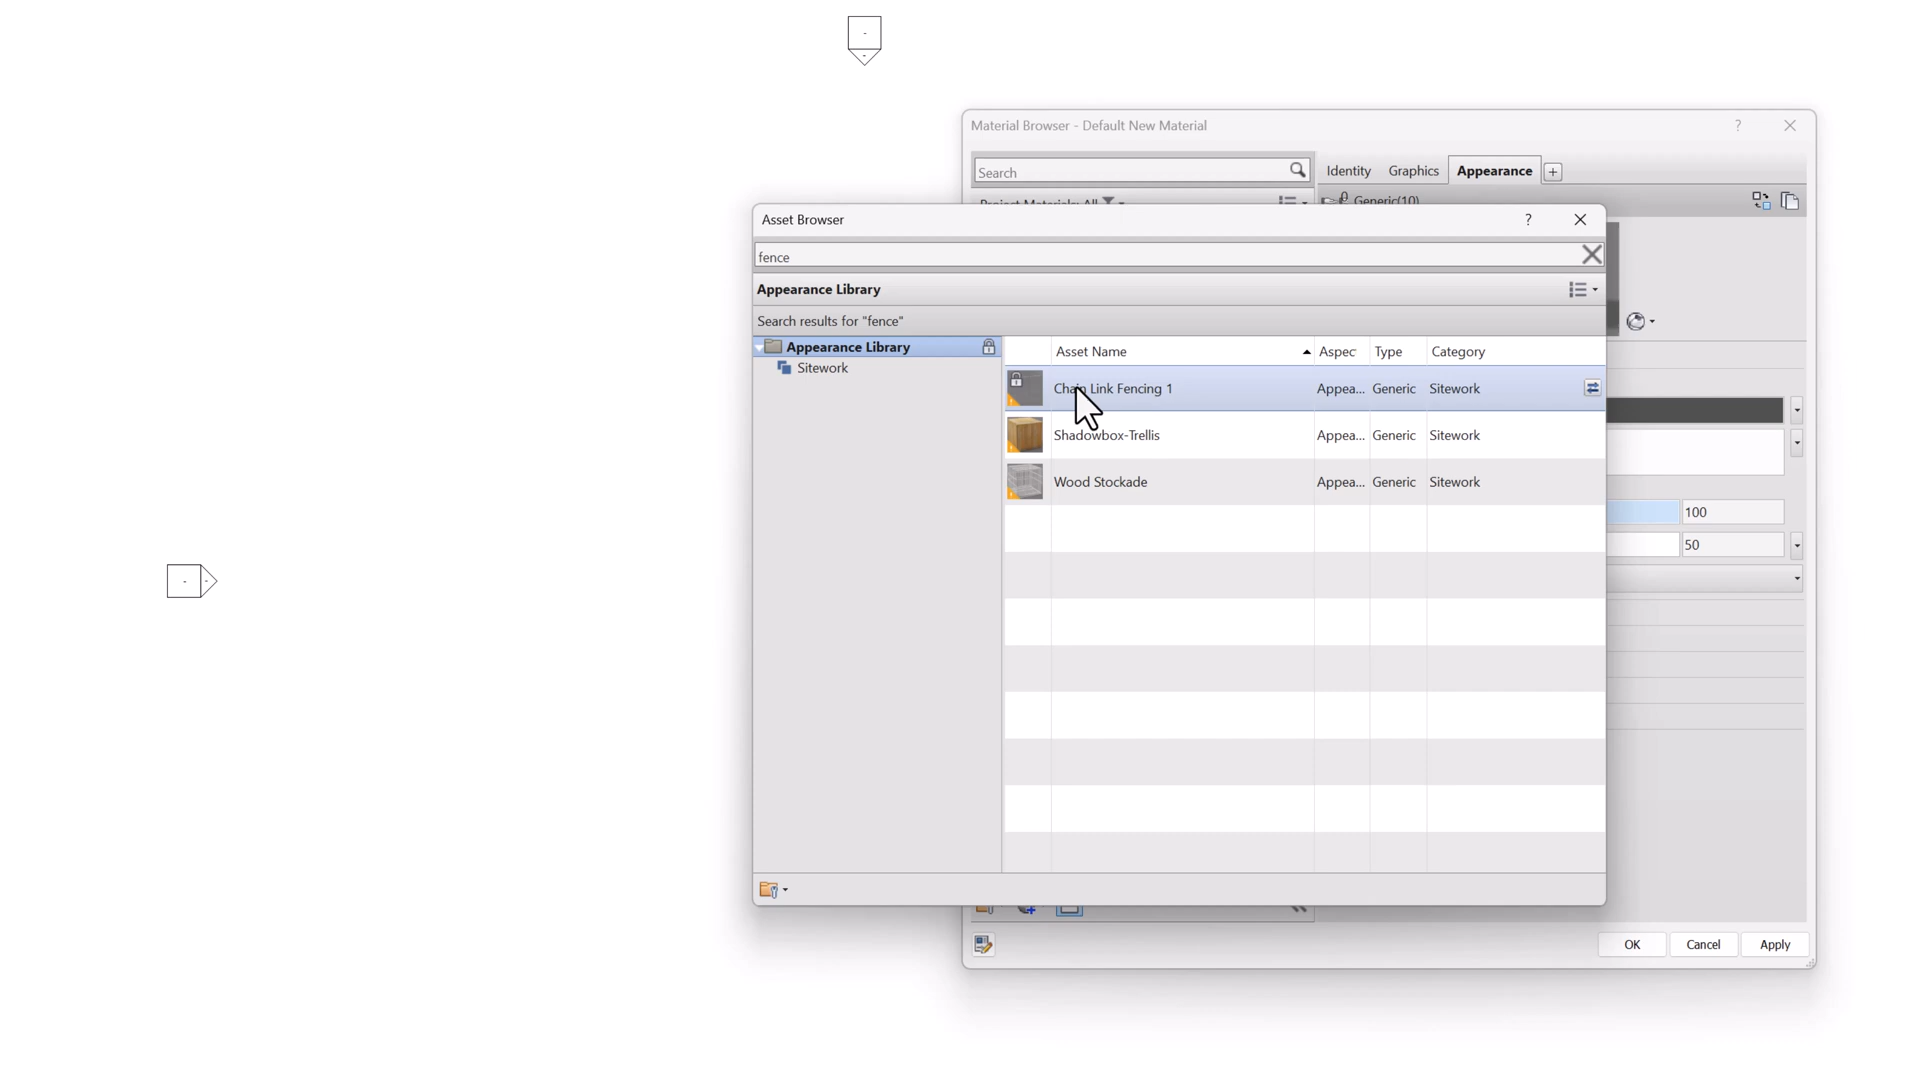 -
-
Material Browser - Default New Material
?
Search
Identity Graphics Appearance +
Generic(10)
Asset Browser
?
fence
Appearance Library
Search results for "fence"
Appearance Library
Sitework
Asset Name Aspec Type Category
Chain Link Fencing 1 Appea... Generic Sitework
Shadowbox-Trellis Appea... Generic Sitework
Wood Stockade Appea... Generic Sitework
100
50
-
-
OK Cancel Apply